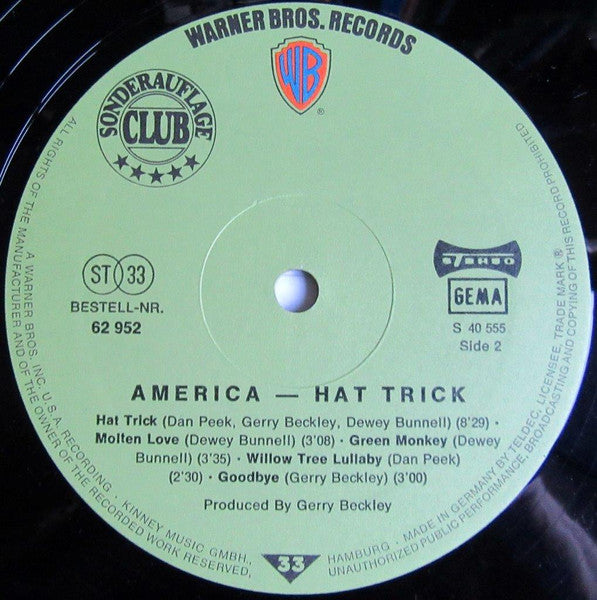 WARNER BROS. RECORDS
WB
®
SONDERAUFLAGE
CLUB
ST 33
BESTELL-NR.
62 952
STEREO
GEMA
S 40 555
Side 2
AMERICA — HAT TRICK
Hat Trick (Dan Peek, Gerry Beckley, Dewey Bunnell) (8'29) ·
Molten Love (Dewey Bunnell) (3'08) · Green Monkey (Dewey
Bunnell) (3'35) · Willow Tree Lullaby (Dan Peek)
(2'30) · Goodbye (Gerry Beckley) (3'00)
Produced By Gerry Beckley
33
ALL RIGHTS OF THE MANUFACTURER AND OF THE OWNER OF THE RECORDED WORK RESERVED,
A WARNER BROS. INC. U.S.A. RECORDING · KINNEY MUSIC GMBH.,
HAMBURG · MADE IN GERMANY BY TELDEC, LICENSEE, TRADE MARK ®
UNAUTHORIZED PUBLIC PERFORMANCE, BROADCASTING AND COPYING OF THIS RECORD PROHIBITED